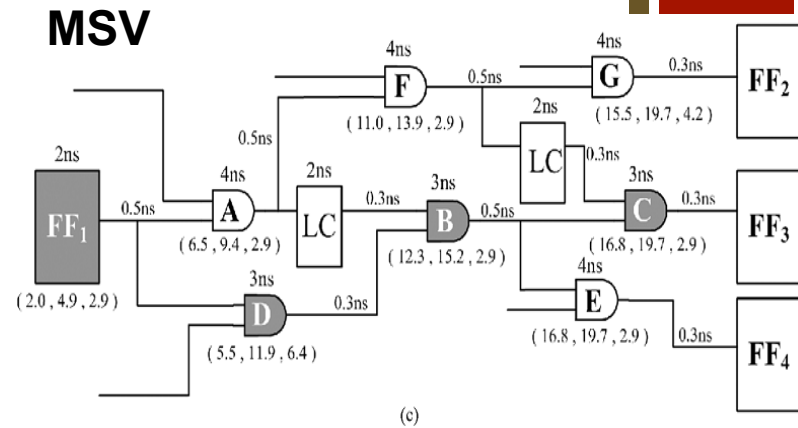 MSV
4ns
F
0.5ns
( 11.0 , 13.9 , 2.9 )
4ns
G
0.3ns
( 15.5 , 19.7 , 4.2 )
FF2
2ns
LC
0.3ns
0.5ns
2ns
FF1
( 2.0 , 4.9 , 2.9 )
0.5ns
4ns
A
( 6.5 , 9.4 , 2.9 )
2ns
LC
0.3ns
3ns
B
0.5ns
( 12.3 , 15.2 , 2.9 )
3ns
C
0.3ns
( 16.8 , 19.7 , 2.9 )
FF3
3ns
D
0.3ns
( 5.5 , 11.9 , 6.4 )
4ns
E
( 16.8 , 19.7 , 2.9 )
0.3ns
FF4
(c)